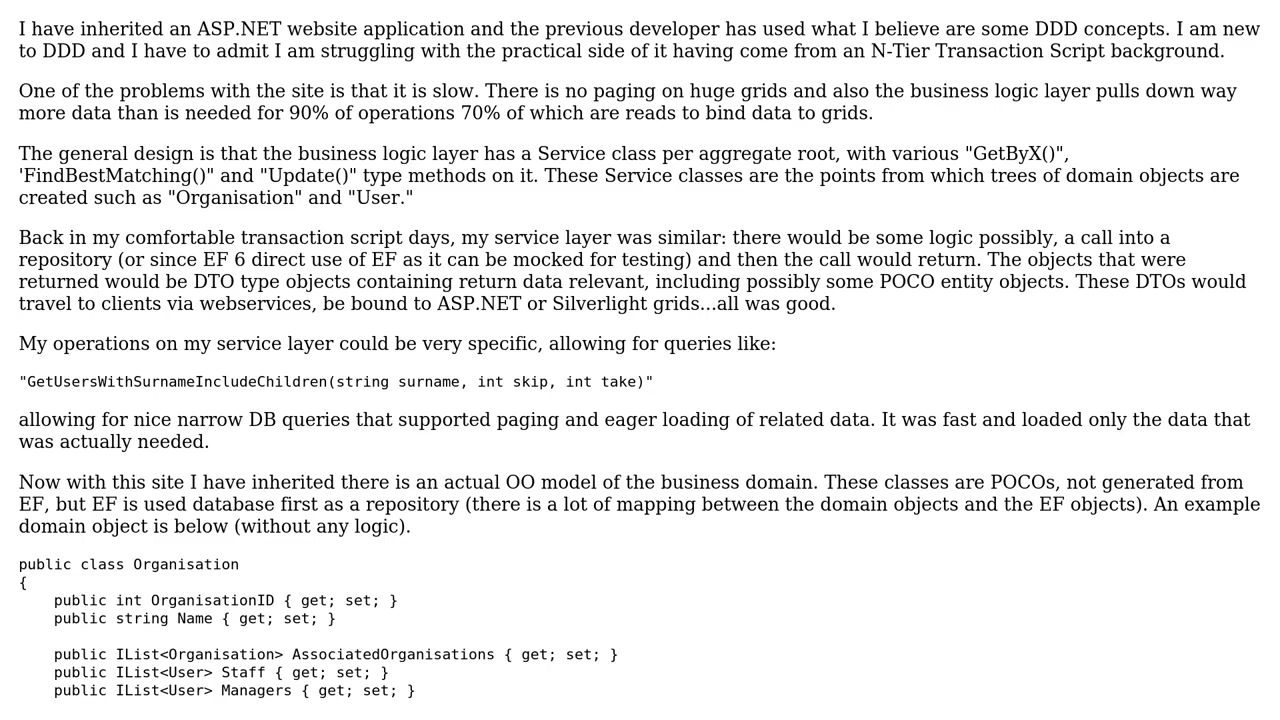 I have inherited an ASP.NET website application and the previous developer has used what I believe are some DDD concepts. I am new
to DDD and I have to admit I am struggling with the practical side of it having come from an N-Tier Transaction Script background.
One of the problems with the site is that it is slow. There is no paging on huge grids and also the business logic layer pulls down way
more data than is needed for 90% of operations 70% of which are reads to bind data to grids.
The general design is that the business logic layer has a Service class per aggregate root, with various "GetByX()",
'FindBestMatching()" and "Update()" type methods on it. These Service classes are the points from which trees of domain objects are
created such as "Organisation" and "User."
Back in my comfortable transaction script days, my service layer was similar: there would be some logic possibly, a call into a
repository (or since EF 6 direct use of EF as it can be mocked for testing) and then the call would return. The objects that were
returned would be DTO type objects containing return data relevant, including possibly some POCO entity objects. These DTOs would
travel to clients via webservices, be bound to ASP.NET or Silverlight grids...all was good.
My operations on my service layer could be very specific, allowing for queries like:
"GetUsersWithSurnameIncludeChildren(string surname, int skip, int take)"
allowing for nice narrow DB queries that supported paging and eager loading of related data. It was fast and loaded only the data that
was actually needed.
Now with this site I have inherited there is an actual OO model of the business domain. These classes are POCOs, not generated from
EF, but EF is used database first as a repository (there is a lot of mapping between the domain objects and the EF objects). An example
domain object is below (without any logic).
public class Organisation
{
    public int OrganisationID { get; set; }
    public string Name { get; set; }
    public IList<Organisation> AssociatedOrganisations { get; set; }
    public IList<User> Staff { get; set; }
    public IList<User> Managers { get; set; }